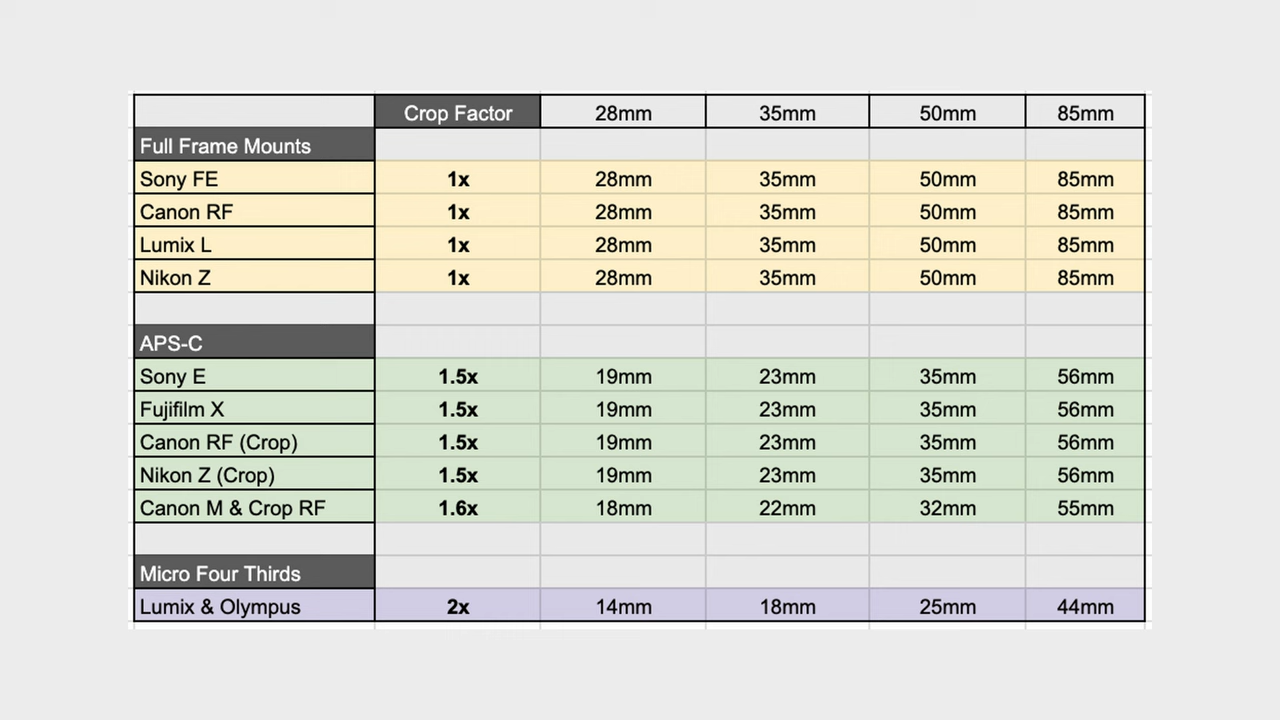 Crop Factor 28mm 35mm 50mm 85mm
Full Frame Mounts
Sony FE 1x 28mm 35mm 50mm 85mm
Canon RF 1x 28mm 35mm 50mm 85mm
Lumix L 1x 28mm 35mm 50mm 85mm
Nikon Z 1x 28mm 35mm 50mm 85mm
APS-C
Sony E 1.5x 19mm 23mm 35mm 56mm
Fujifilm X 1.5x 19mm 23mm 35mm 56mm
Canon RF (Crop) 1.5x 19mm 23mm 35mm 56mm
Nikon Z (Crop) 1.5x 19mm 23mm 35mm 56mm
Canon M & Crop RF 1.6x 18mm 22mm 32mm 55mm
Micro Four Thirds
Lumix & Olympus 2x 14mm 18mm 25mm 44mm